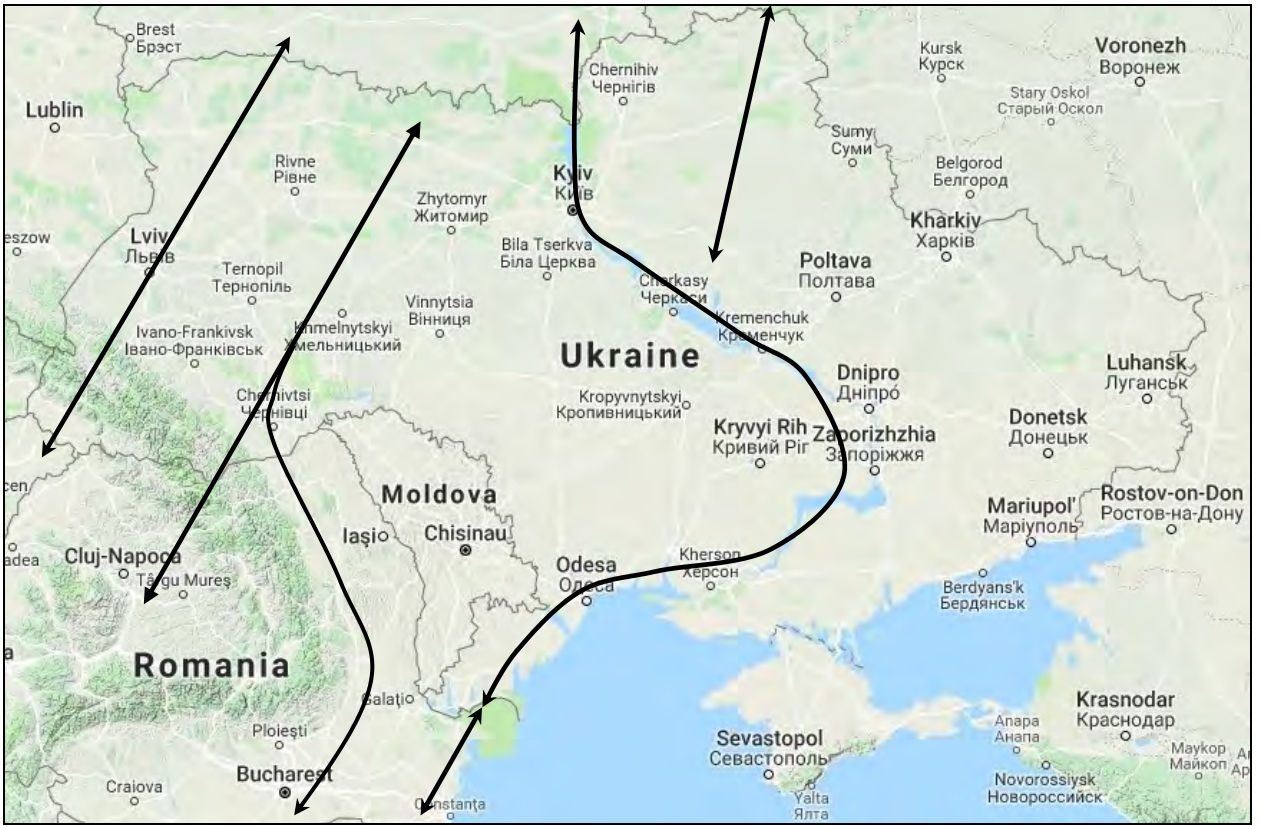 Brest
Брэст
Kursk
Курск
Voronezh
Воронеж
Chernihiv
Чернігів
Stary Oskol
Старый Оскол
Lublin
Sumy
Суми
Rivne
Рівне
Belgorod
Белгород
Kyiv
Київ
Zhytomyr
Житомир
Kharkiv
Харків
eszow
Lviv
Львів
Bila Tserkva
Біла Церква
Ternopil
Тернопіль
Cherkasy
Черкаси
Poltava
Полтава
Vinnytsia
Вінниця
Ivano-Frankivsk
Івано-Франківськ
Khmelnytskyi
Хмельницький
Kremenchuk
Кременчук
Ukraine
Dnipro
Дніпро́
Luhansk
Луганськ
Chernivtsi
Чернівці
Kropyvnytskyi
Кропивницький
Kryvyi Rih
Кривий Ріг
Zaporizhzhia
Запоріжжя
Donetsk
Донецьк
cen
Moldova
Mariupol'
Маріуполь
Rostov-on-Don
Ростов-на-Дону
Iași
Chisinau
adea
Cluj-Napoca
Târgu Mureș
Odesa
Одеса
Kherson
Херсон
Berdyans'k
Бердянськ
a
Romania
Galați
Krasnodar
Краснодар
Ploiești
Anapa
Анапа
Sevastopol
Севастополь
Maykop
Майкоп
Ar
Ар
Bucharest
Craiova
Constanța
Yalta
Ялта
Novorossiysk
Новороссийск